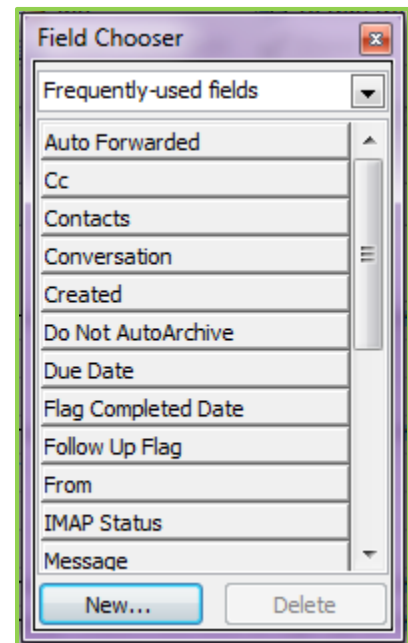 Field Chooser
Frequently-used fields
Auto Forwarded
Cc
Contacts
Conversation
Created
Do Not AutoArchive
Due Date
Flag Completed Date
Follow Up Flag
From
IMAP Status
Message
New...
Delete